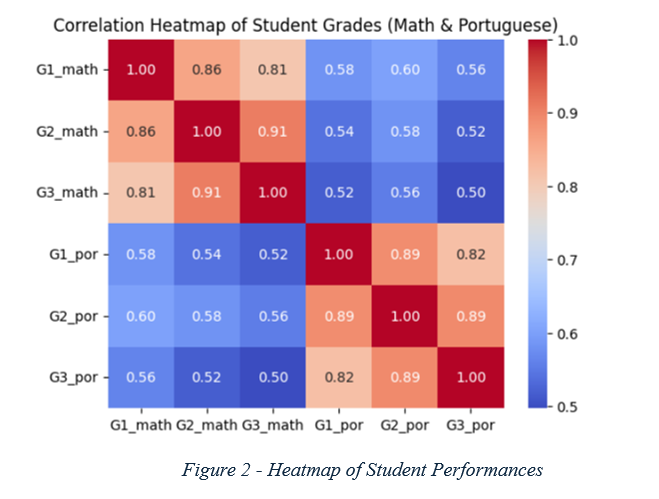 Correlation Heatmap of Student Grades (Math & Portuguese)
G1_math 1.00 0.86 0.81 0.58 0.60 0.56
G2_math 0.86 1.00 0.91 0.54 0.58 0.52
G3_math 0.81 0.91 1.00 0.52 0.56 0.50
G1_por 0.58 0.54 0.52 1.00 0.89 0.82
G2_por 0.60 0.58 0.56 0.89 1.00 0.89
G3_por 0.56 0.52 0.50 0.82 0.89 1.00
G1_math G2_math G3_math G1_por G2_por G3_por
1.0
0.9
0.8
0.7
0.6
0.5
Figure 2 - Heatmap of Student Performances